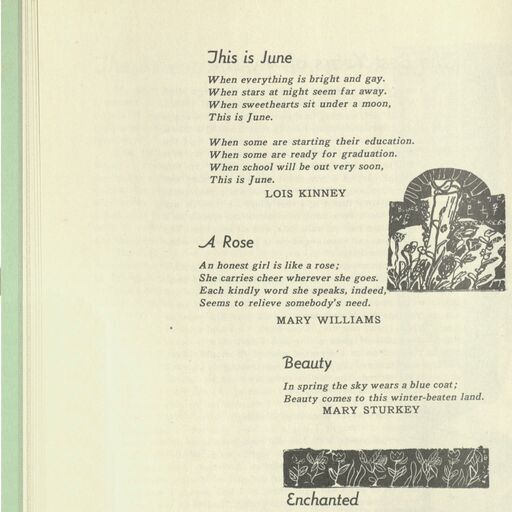 This is June
When everything is bright and gay.
When stars at night seem far away.
When sweethearts sit under a moon,
This is June.
When some are starting their education.
When some are ready for graduation.
When school will be out very soon,
This is June.
LOIS KINNEY
A Rose
An honest girl is like a rose;
She carries cheer wherever she goes.
Each kindly word she speaks, indeed,
Seems to relieve somebody's need.
MARY WILLIAMS
Beauty
In spring the sky wears a blue coat;
Beauty comes to this winter-beaten land.
MARY STURKEY
Enchanted